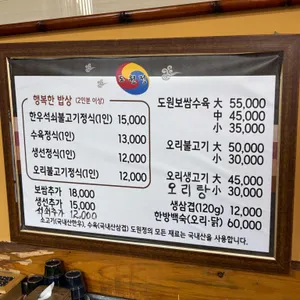 도원정
행복한 밥상 (2인분 이상)
한우석쇠불고기정식(1인) 15,000
수육정식(1인) 13,000
생선정식(1인) 12,000
오리불고기정식(1인) 12,000
보쌈추가 18,000
생선추가 15,000
12,000
도원보쌈수육 大 55,000
中 45,000
小 35,000
오리불고기 大 50,000
小 30,000
오리생고기 大 45,000
오리탕 小 30,000
생삼겹(120g) 12,000
한방백숙(오리·닭) 60,000
소고기(국내산한우), 수육(국내산삼겹) 도원정의 모든 재료는 국내산을 사용합니다.